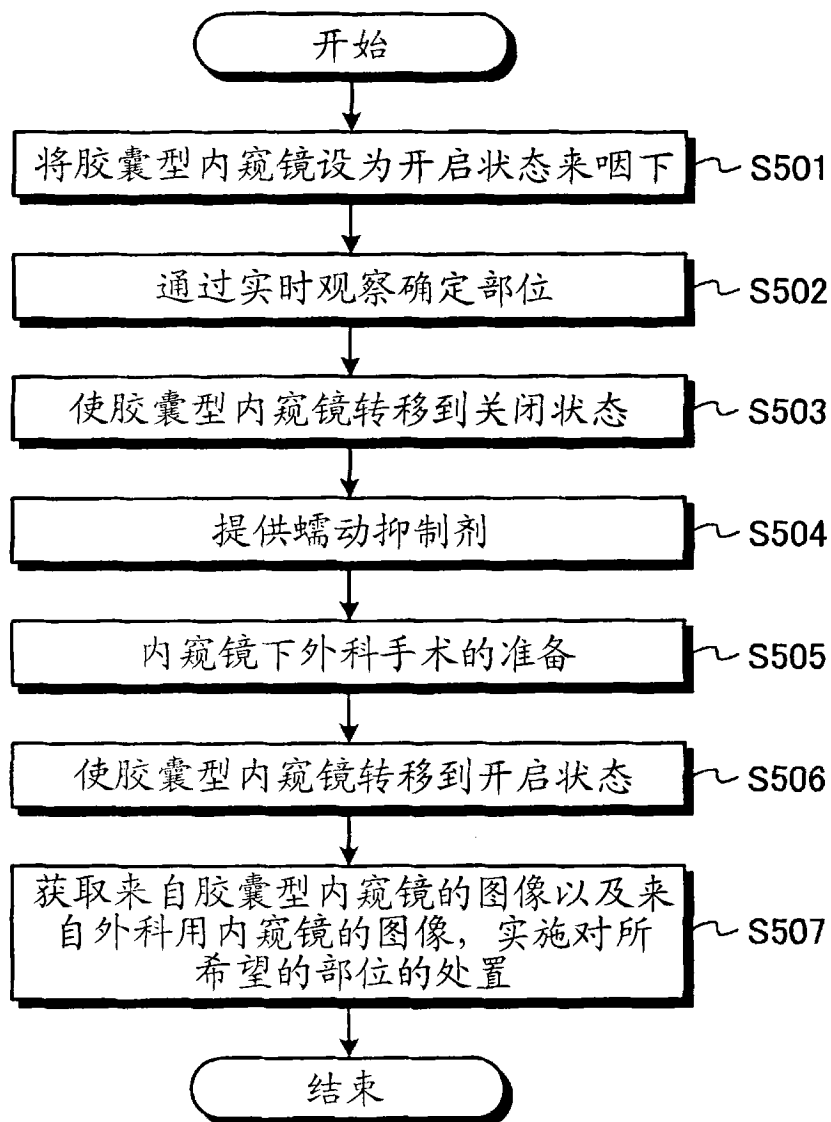 开始
将胶囊型内窥镜设为开启状态来咽下
S501
通过实时观察确定部位
S502
使胶囊型内窥镜转移到关闭状态
S503
提供蠕动抑制剂
S504
内窥镜下外科手术的准备
S505
使胶囊型内窥镜转移到开启状态
S506
获取来自胶囊型内窥镜的图像以及来
自外科用内窥镜的图像，实施对所
希望的部位的处置
S507
结束